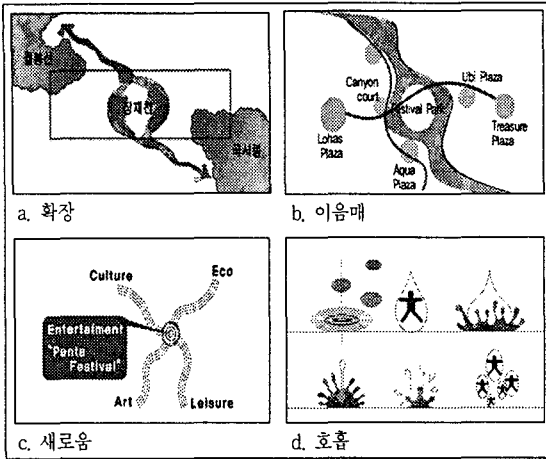 a. 확장
Canyon
court
Ubi Plaza
Festival Park
Lohas
Plaza
Treasure
Plaza
Aqua
Plaza
b. 이음매
Culture
Eco
Entertaiment
"Penta
Festival"
Art
Leisure
c. 새로움
d. 호흡